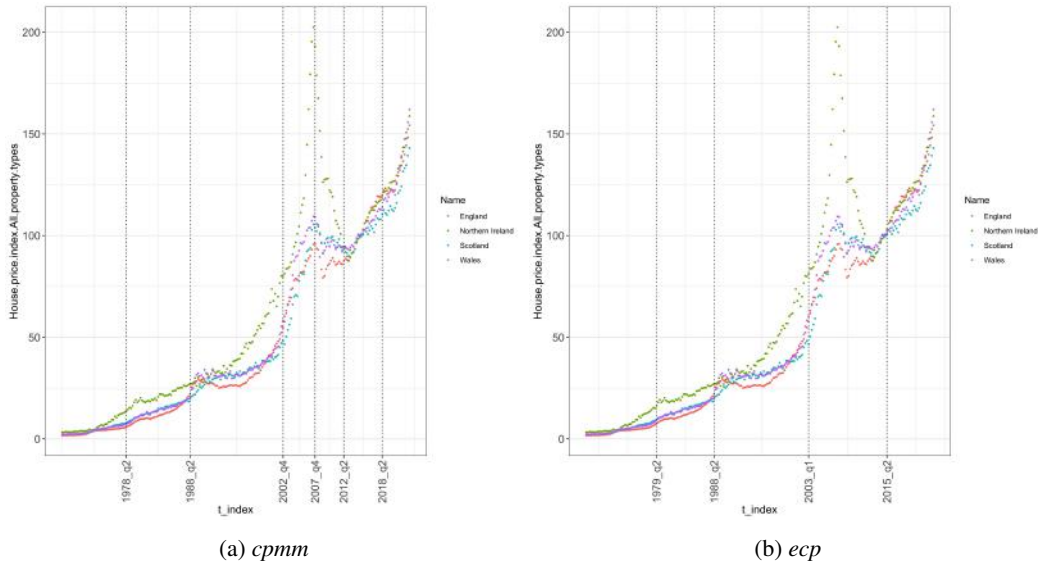 200
150
100
50
0
House.price.index.All.property.types
1978_q2
1988_q2
2002_q4
2007_q4
2012_q2
2018_q2
t_index
Name
England
Northern Ireland
Scotland
Wales
(a) cpmm
200
150
100
50
0
House.price.index.All.property.types
1979_q2
1988_q2
2003_q1
2015_q2
t_index
Name
England
Northern Ireland
Scotland
Wales
(b) ecp